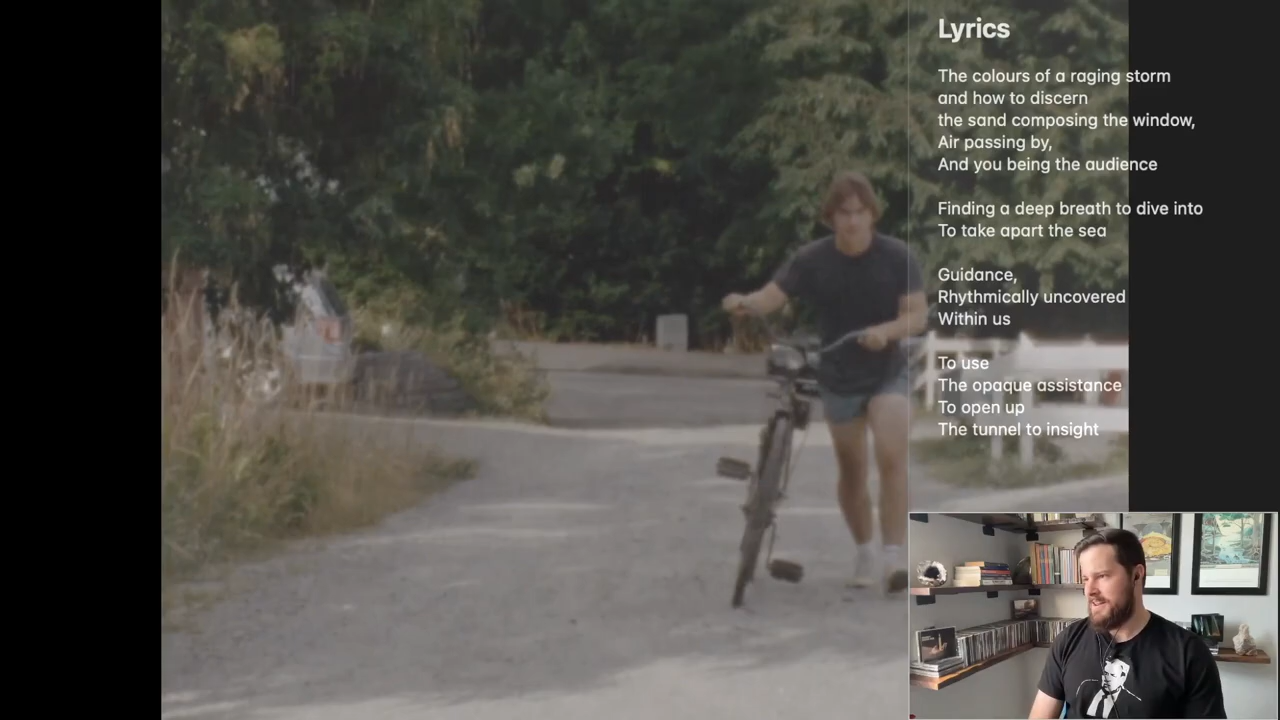 Lyrics
The colours of a raging storm
and how to discern
the sand composing the window,
Air passing by,
And you being the audience
Finding a deep breath to dive into
To take apart the sea
Guidance,
Rhythmically uncovered
Within us
To use
The opaque assistance
To open up
The tunnel to insight